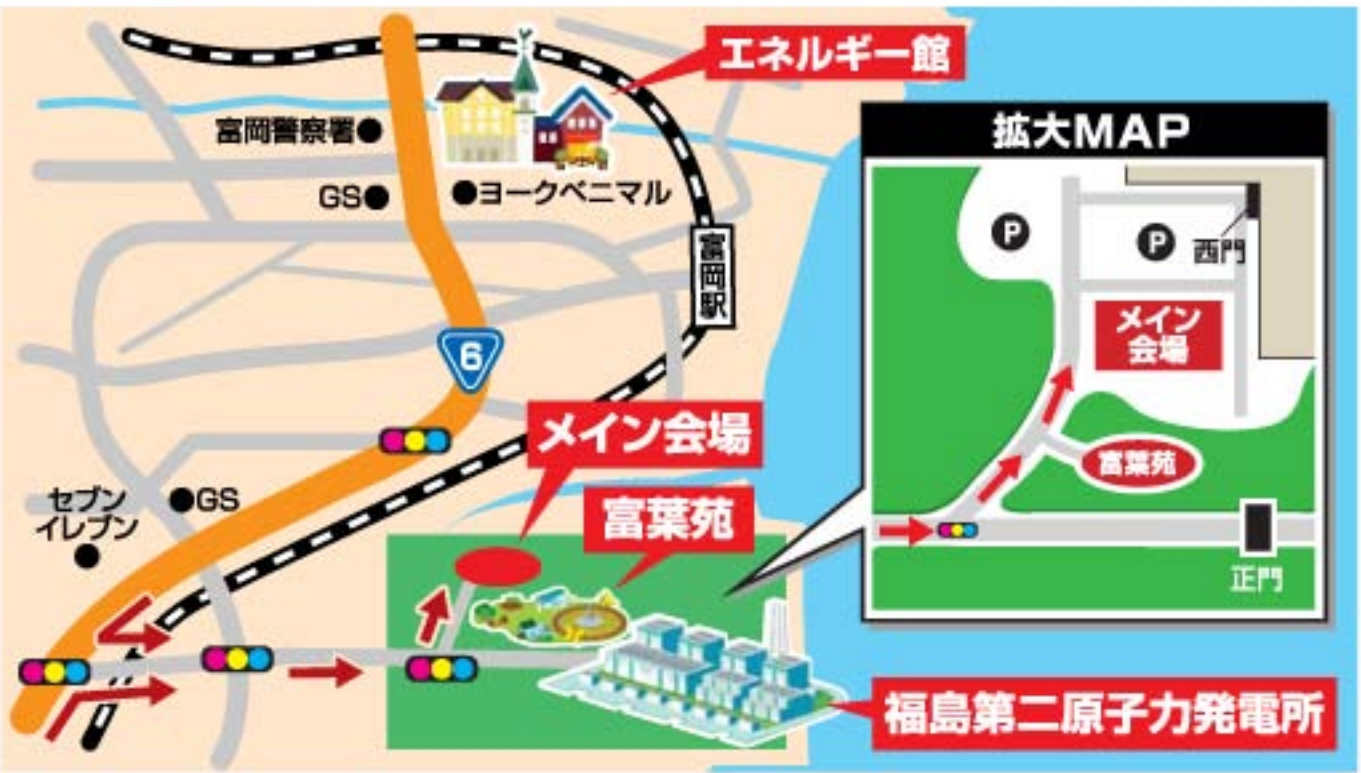 エネルギー館
富岡警察署
GS
ヨークベニマル
富岡駅
6
メイン会場
富葉苑
セブン
イレブン
GS
福島第二原子力発電所
拡大MAP
P
P
西門
メイン
会場
富葉苑
正門